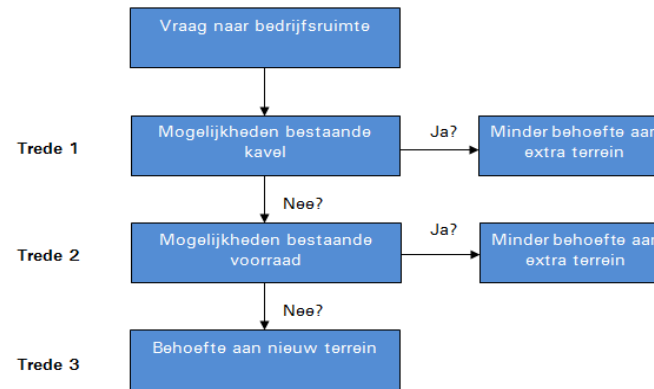 Vraag naar bedrijfsruimte
Trede 1
Mogelijkheden bestaande
kavel
Ja?
Minder behoefte aan
extra terrein
Nee?
Trede 2
Mogelijkheden bestaande
voorraad
Ja?
Minder behoefte aan
extra terrein
Nee?
Trede 3
Behoefte aan nieuw terrein